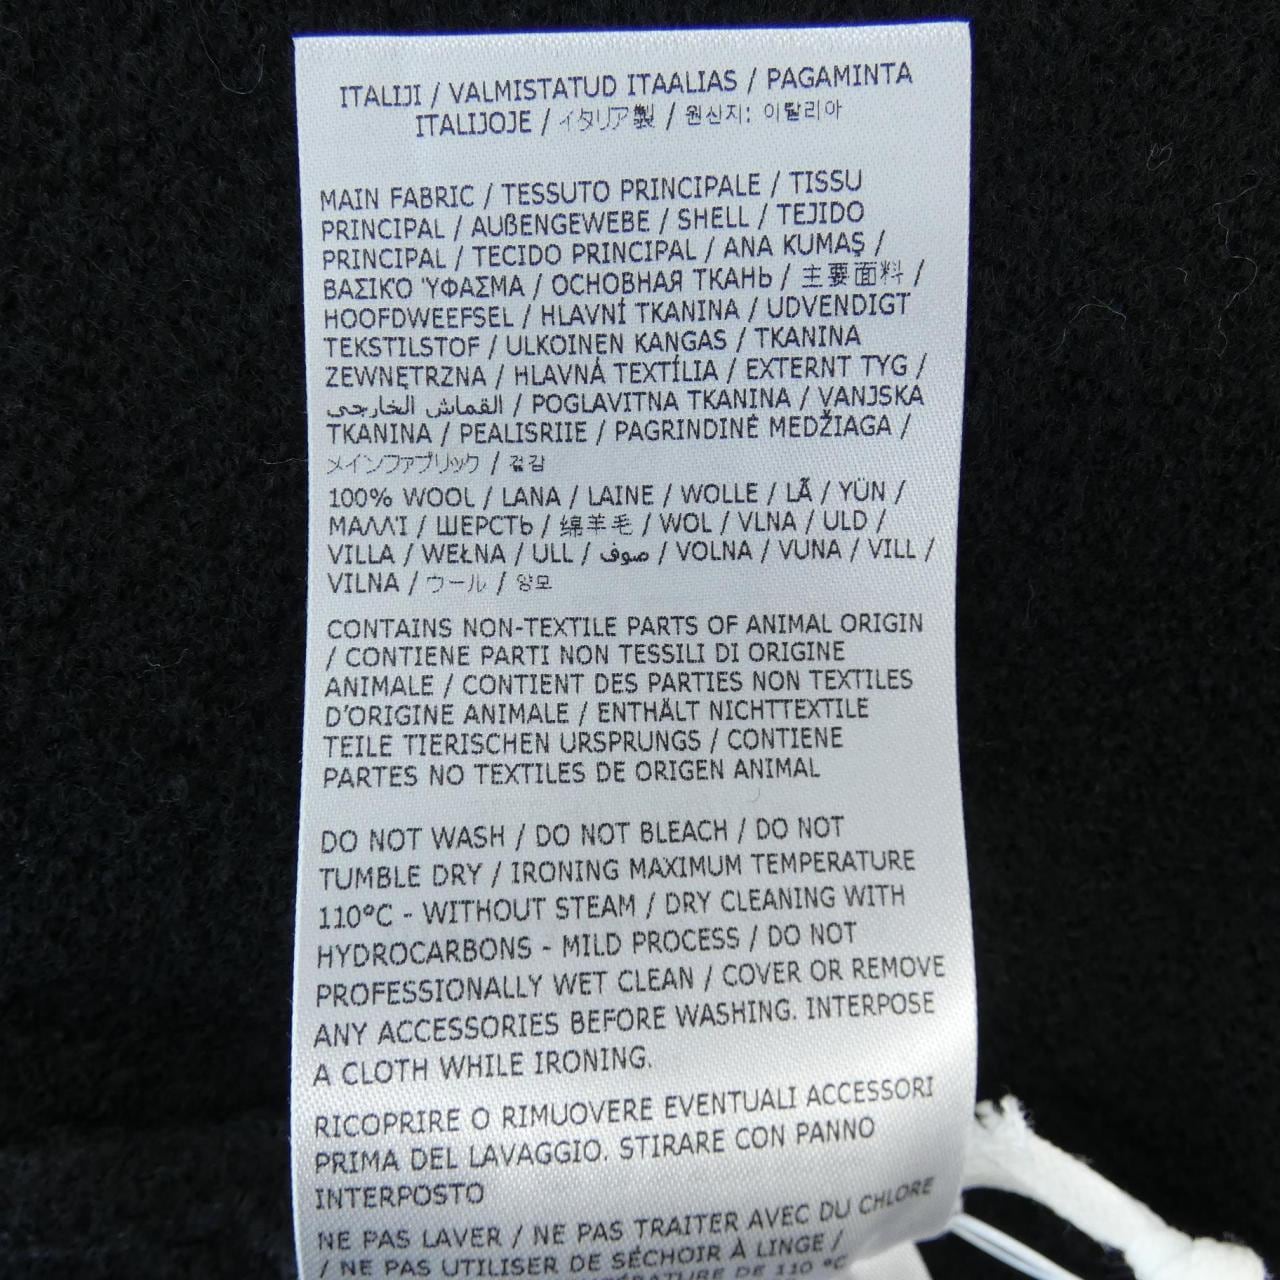 ITALIJI / VALMISTATUD ITAALIAS / PAGAMINTA
ITALIJOJE / イタリア製 / 원산지: 이탈리아
MAIN FABRIC / TESSUTO PRINCIPALE / TISSU
PRINCIPAL / AUßENGEWEBE / SHELL / TEJIDO
PRINCIPAL / TECIDO PRINCIPAL / ANA KUMAŞ /
ΒΑΣΙΚΌ ΎΦΑΣΜΑ / ОСНОВНАЯ ТКАНЬ / 主要面料 /
HOOFDWEEFSEL / HLAVNÍ TKANINA / UDVENDIGT
TEKSTILSTOF / ULKOINEN KANGAS / TKANINA
ZEWNĘTRZNA / HLAVNÁ TEXTÍLIA / EXTERNT TYG /
القماش الخارجي / POGLAVITNA TKANINA / VANJSKA
TKANINA / PEALISRIIE / PAGRINDINĖ MEDŽIAGA /
メインファブリック / 겉감
100% WOOL / LANA / LAINE / WOLLE / LÃ / YÜN /
ΜΑΛΛΊ / ШЕРСТЬ / 绵羊毛 / WOL / VLNA / ULD /
VILLA / WEŁNA / ULL / صوف / VOLNA / VUNA / VILL /
VILNA / ウール / 양모
CONTAINS NON-TEXTILE PARTS OF ANIMAL ORIGIN
/ CONTIENE PARTI NON TESSILI DI ORIGINE
ANIMALE / CONTIENT DES PARTIES NON TEXTILES
D'ORIGINE ANIMALE / ENTHÄLT NICHTTEXTILE
TEILE TIERISCHEN URSPRUNGS / CONTIENE
PARTES NO TEXTILES DE ORIGEN ANIMAL
DO NOT WASH / DO NOT BLEACH / DO NOT
TUMBLE DRY / IRONING MAXIMUM TEMPERATURE
110°C - WITHOUT STEAM / DRY CLEANING WITH
HYDROCARBONS - MILD PROCESS / DO NOT
PROFESSIONALLY WET CLEAN / COVER OR REMOVE
ANY ACCESSORIES BEFORE WASHING. INTERPOSE
A CLOTH WHILE IRONING.
RICOPRIRE O RIMUOVERE EVENTUALI ACCESSORI
PRIMA DEL LAVAGGIO. STIRARE CON PANNO
INTERPOSTO
NE PAS LAVER / NE PAS TRAITER AVEC DU CHLORE
/ NE PAS UTILISER DE SÉCHOIR À LINGE /
DE 110 °C